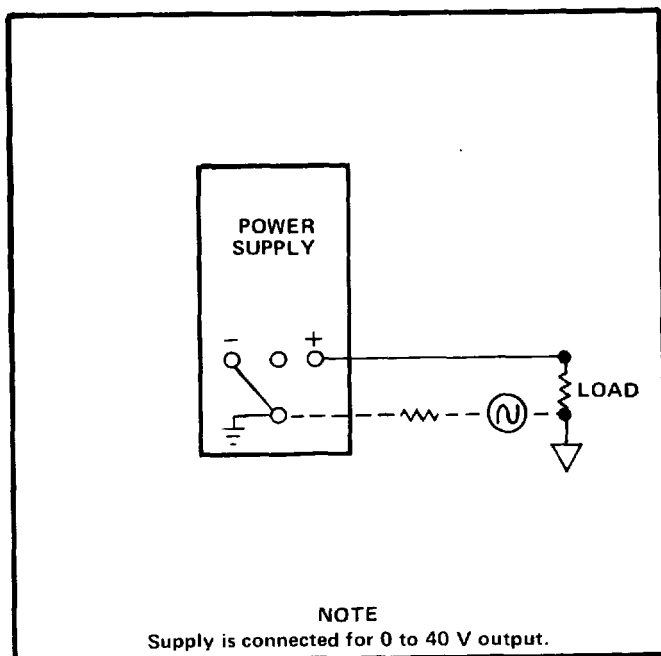 POWER
SUPPLY
− +
LOAD
NOTE
Supply is connected for 0 to 40 V output.